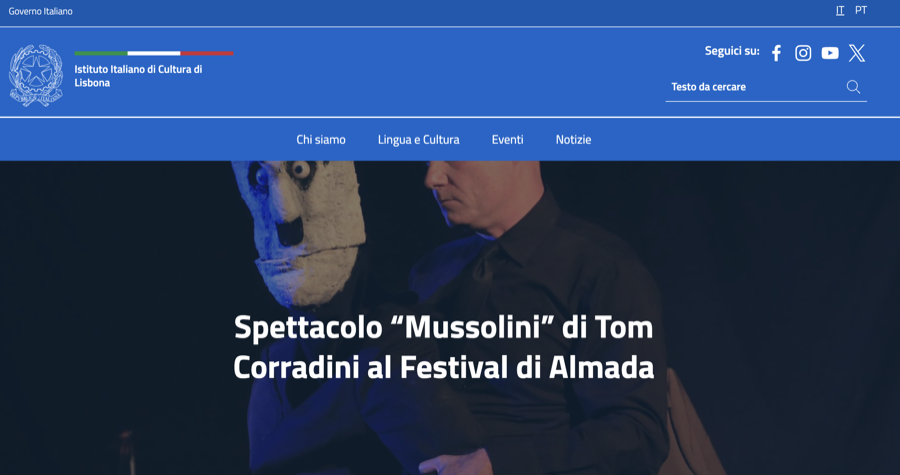 Governo Italiano
IT PT
Istituto Italiano di Cultura di
Lisbona
Seguici su:
Testo da cercare
Chi siamo Lingua e Cultura Eventi Notizie
Spettacolo “Mussolini” di Tom
Corradini al Festival di Almada